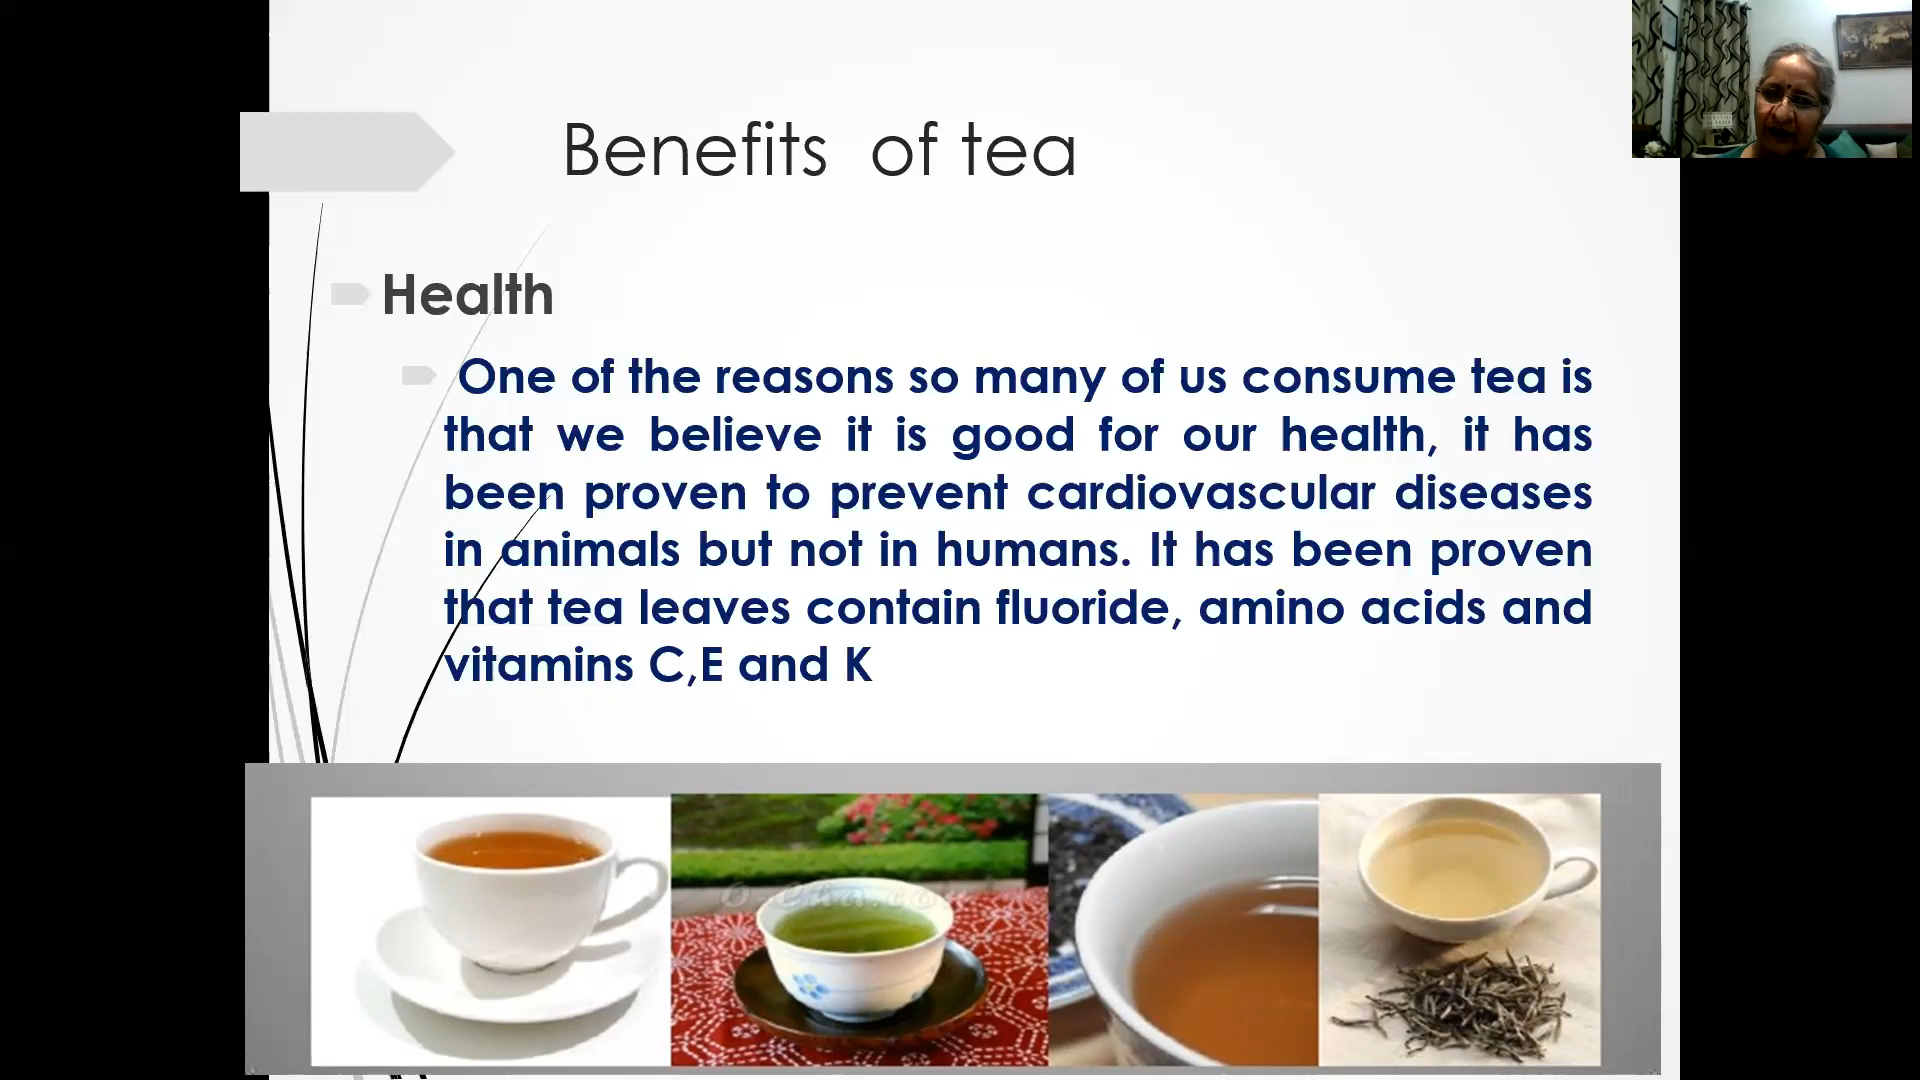 Benefits of tea
Health
One of the reasons so many of us consume tea is
that we believe it is good for our health, it has
been proven to prevent cardiovascular diseases
in animals but not in humans. It has been proven
that tea leaves contain fluoride, amino acids and
vitamins C,E and K
O-Cha.com